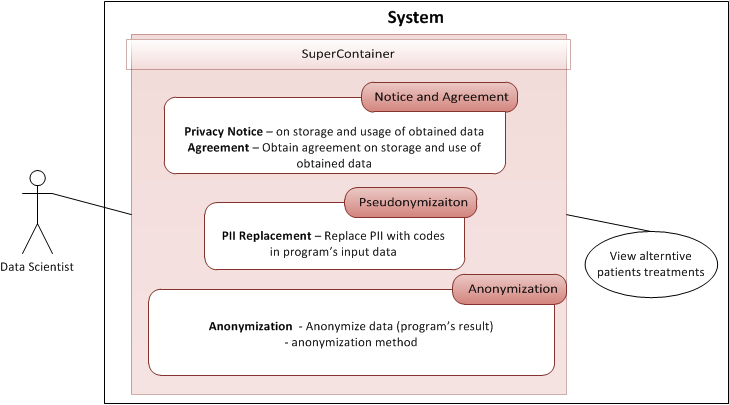 System
SuperContainer
Notice and Agreement
Privacy Notice – on storage and usage of obtained data
Agreement – Obtain agreement on storage and use of
obtained data
Pseudonymizaiton
PII Replacement – Replace PII with codes
in program's input data
Data Scientist
View alterntive
patients treatments
Anonymization
Anonymization - Anonymize data (program's result)
- anonymization method